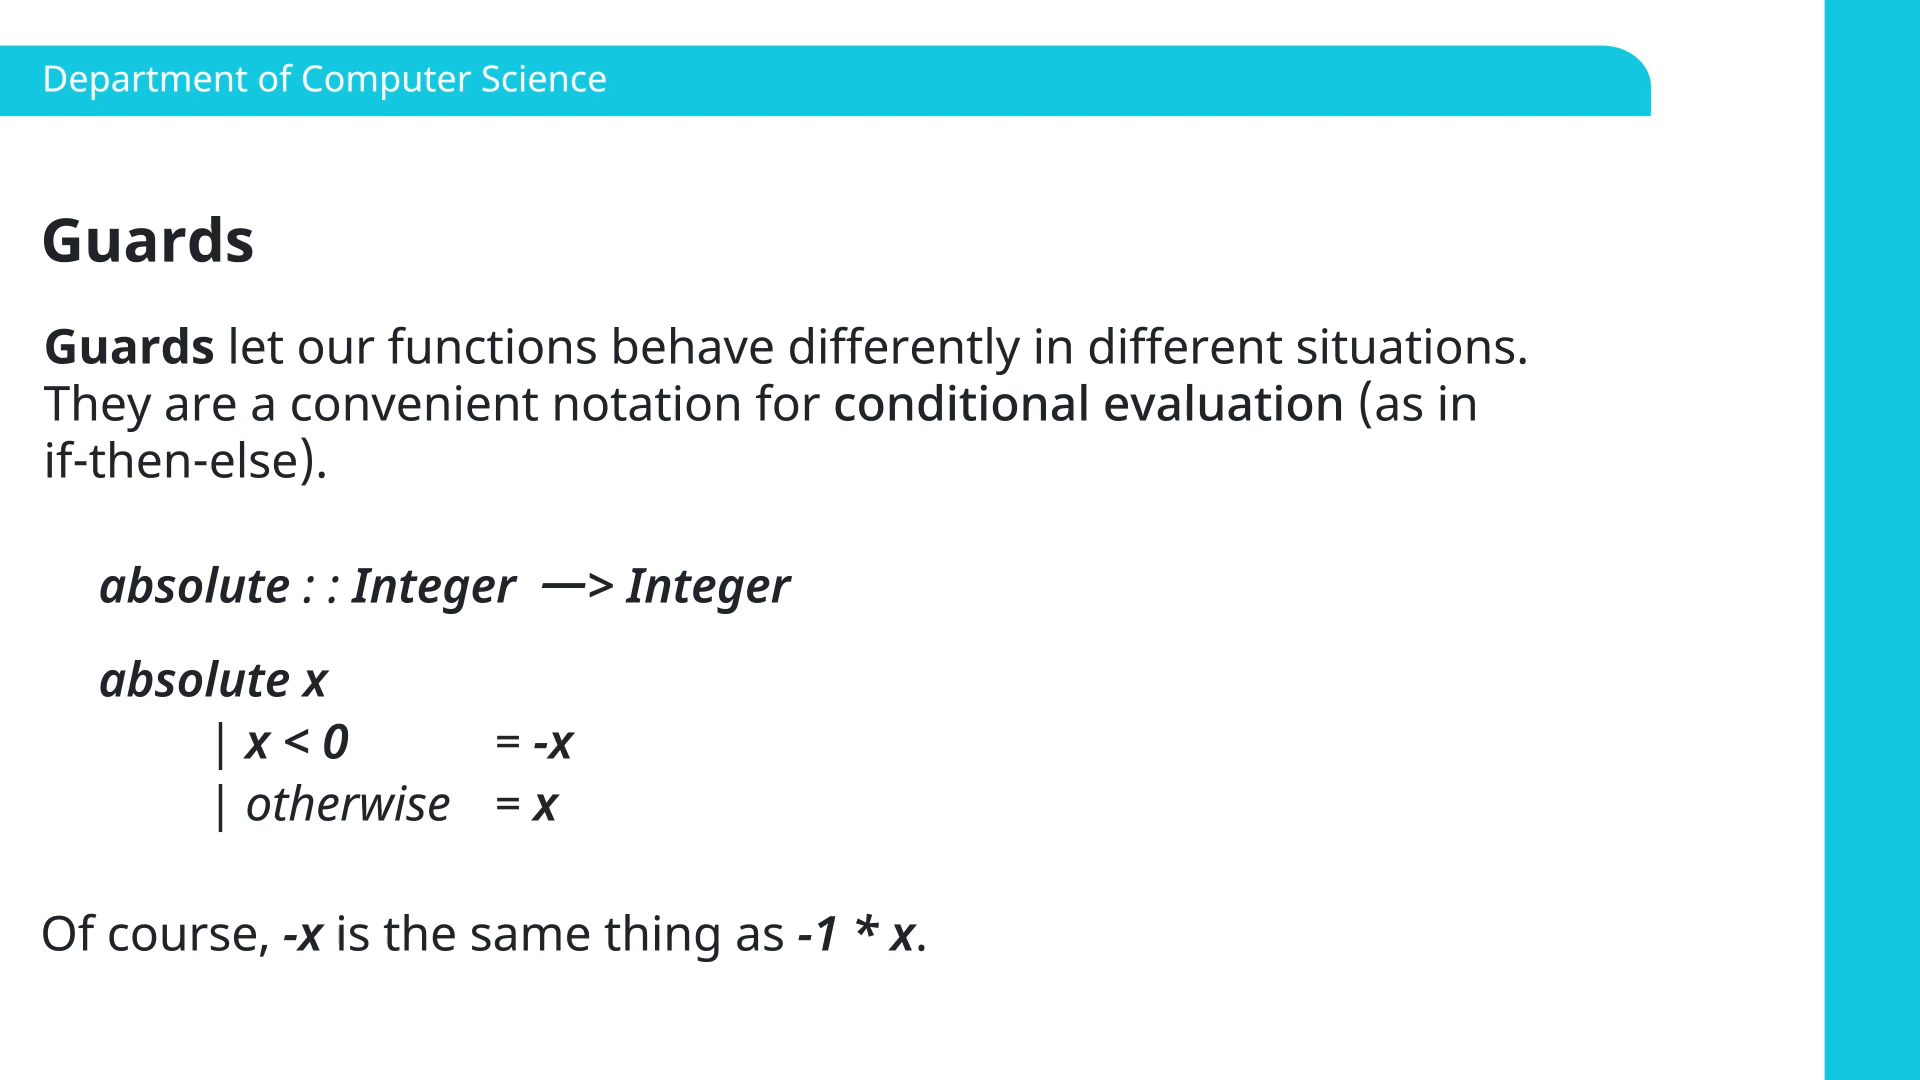 Department of Computer Science
Guards
Guards let our functions behave differently in different situations.
They are a convenient notation for conditional evaluation (as in
if-then-else).
absolute : : Integer —> Integer
absolute x
| x < 0 = -x
| otherwise = x
Of course, -x is the same thing as -1 * x.